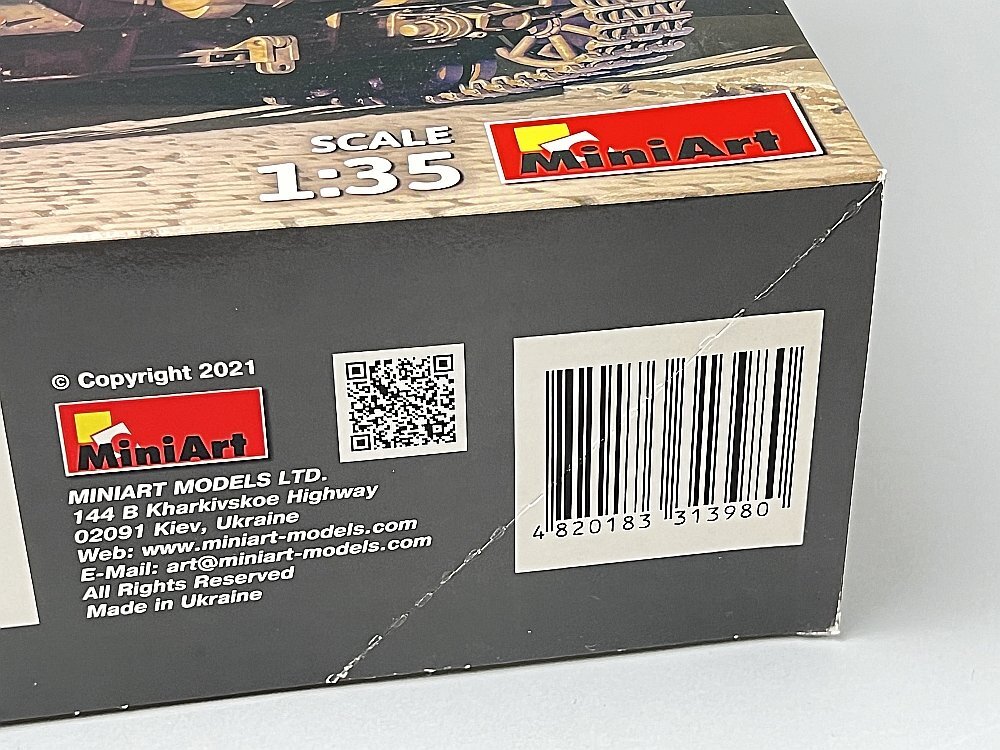 SCALE
1:35
MiniArt
© Copyright 2021
MiniArt
MINIART MODELS LTD.
144 B Kharkivskoe Highway
02091 Kiev, Ukraine
Web: www.miniart-models.com
E-Mail: art@miniart-models.com
All Rights Reserved
Made in Ukraine
4 820183 313980